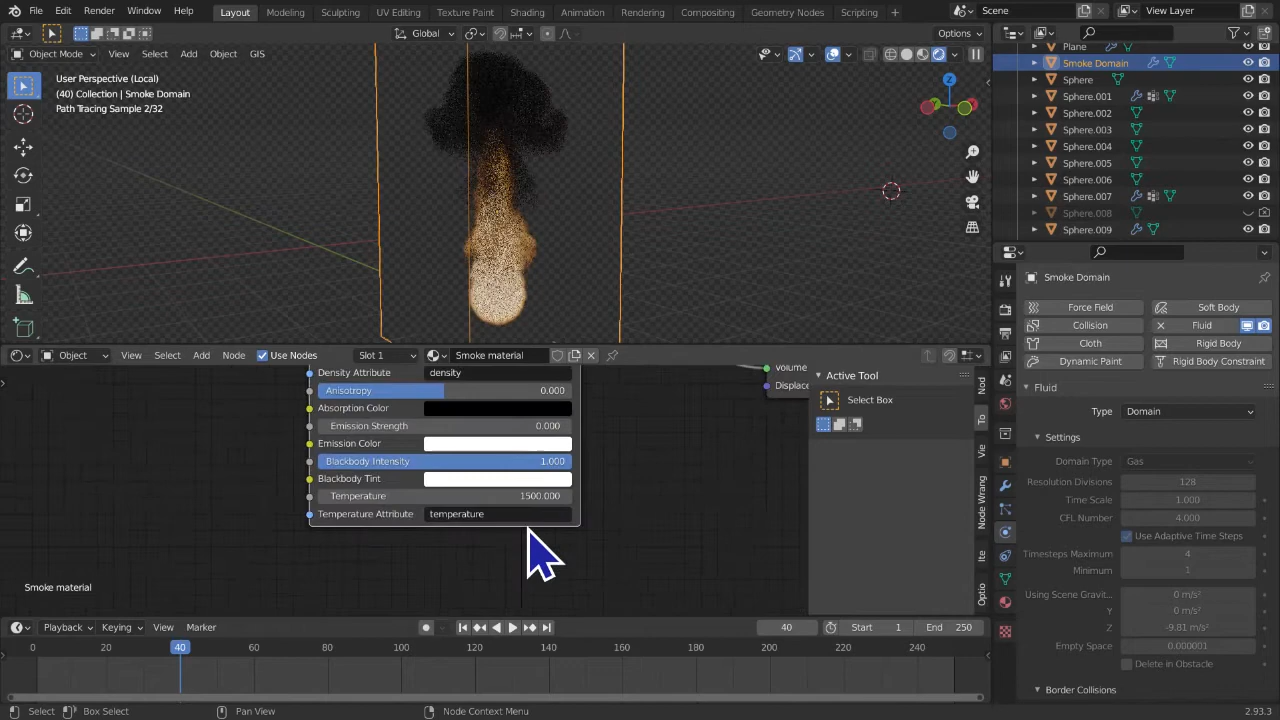 File Edit Render Window Help Layout Modeling Sculpting UV Editing Texture Paint Shading Animation Rendering Compositing Geometry Nodes Scripting + Scene View Layer
Global Options
Object Mode View Select Add Object GIS
User Perspective (Local)
(40) Collection | Smoke Domain
Path Tracing Sample 2/32
Z
Plane
Smoke Domain
Sphere
Sphere.001
Sphere.002
Sphere.003
Sphere.004
Sphere.005
Sphere.006
Sphere.007
Sphere.008
Sphere.009
Smoke Domain
Force Field Soft Body
Collision Fluid
Cloth Rigid Body
Dynamic Paint Rigid Body Constraint
Fluid
Type Domain
Settings
Domain Type Gas
Resolution Divisions 128
Time Scale 1.000
CFL Number 4.000
Use Adaptive Time Steps
Timesteps Maximum 4
Minimum 1
Using Scene Gravit.. 0 m/s²
Y 0 m/s²
Z -9.81 m/s²
Empty Space 0.000001
Delete in Obstacle
Border Collisions
Object View Select Add Node Use Nodes Slot 1 Smoke material
Density Attribute density
Anisotropy 0.000
Absorption Color
Emission Strength 0.000
Emission Color
Blackbody Intensity 1.000
Blackbody Tint
Temperature 1500.000
Temperature Attribute temperature
Volume
Displace
Active Tool
Select Box
Nod
To
Vie
Node Wrang
Ite
Optio
Smoke material
Playback Keying View Marker 40 Start 1 End 250
0 20 40 60 80 100 120 140 160 180 200 220 240
Select Box Select Pan View Node Context Menu 2.93.3